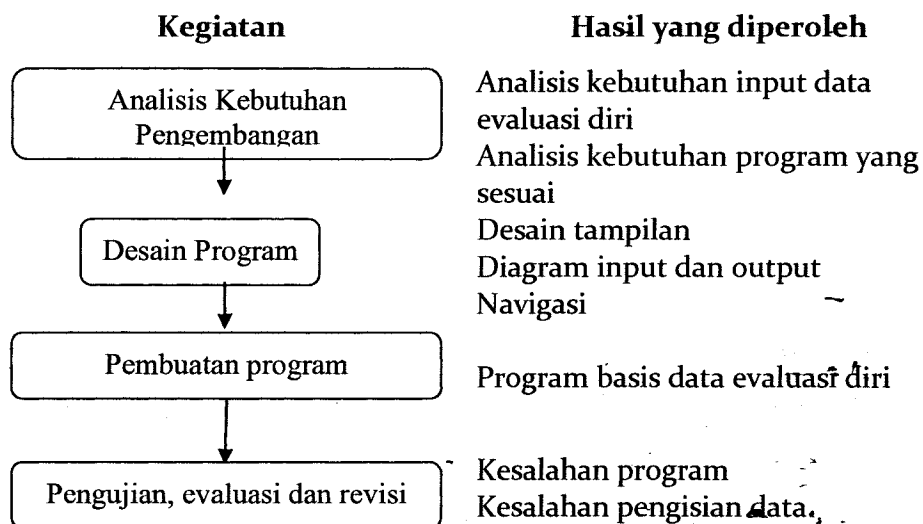 Kegiatan
Hasil yang diperoleh
Analisis Kebutuhan
Pengembangan
Analisis kebutuhan input data
evaluasi diri
Analisis kebutuhan program yang
sesuai
Desain Program
Desain tampilan
Diagram input dan output
Navigasi
Pembuatan program
Program basis data evaluasi diri
Pengujian, evaluasi dan revisi
Kesalahan program
Kesalahan pengisian data.